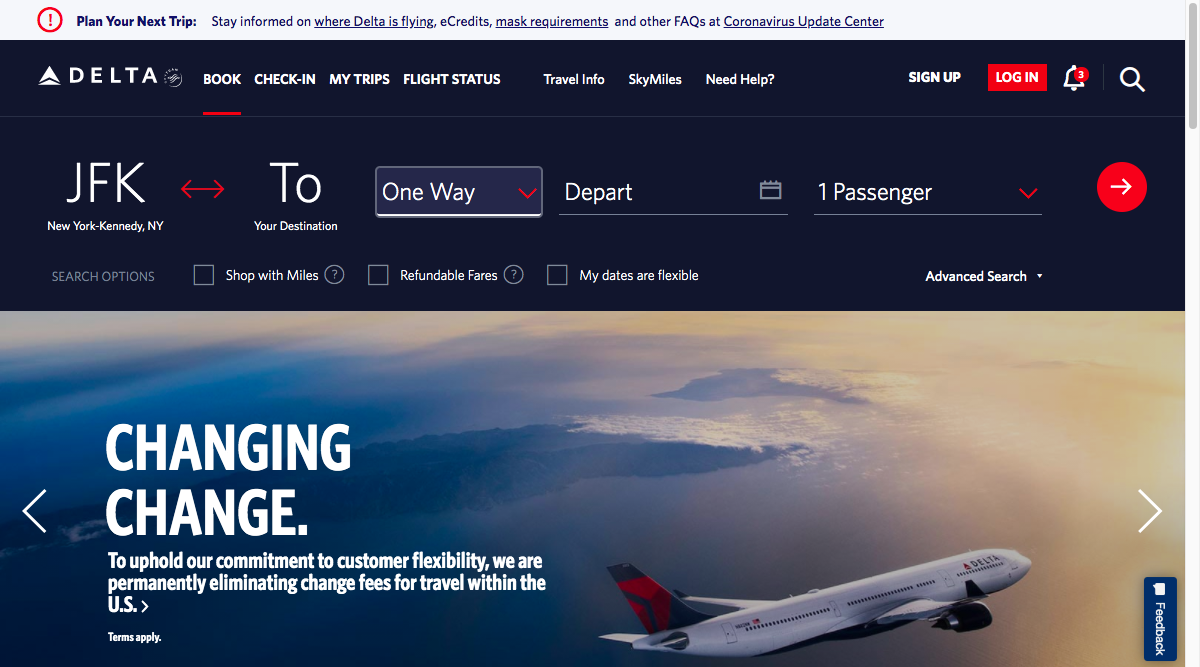 Plan Your Next Trip: Stay informed on where Delta is flying, eCredits, mask requirements and other FAQs at Coronavirus Update Center
DELTA BOOK CHECK-IN MY TRIPS FLIGHT STATUS Travel Info SkyMiles Need Help? SIGN UP LOG IN 3
JFK To One Way Depart 1 Passenger
New York-Kennedy, NY Your Destination
SEARCH OPTIONS Shop with Miles ? Refundable Fares ? My dates are flexible Advanced Search
CHANGING
CHANGE.
To uphold our commitment to customer flexibility, we are
permanently eliminating change fees for travel within the
U.S.
Terms apply.
DELTA
Feedback